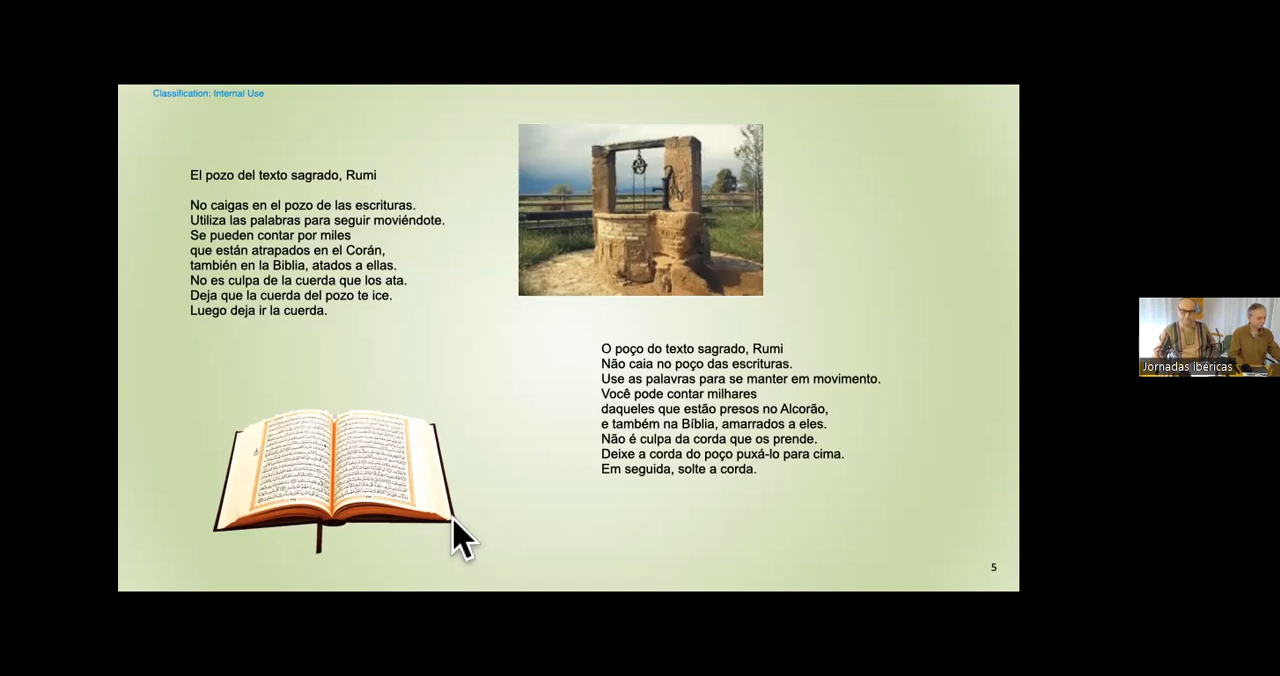 Classification: Internal Use
El pozo del texto sagrado, Rumi
No caigas en el pozo de las escrituras.
Utiliza las palabras para seguir moviéndote.
Se pueden contar por miles
que están atrapados en el Corán,
también en la Biblia, atados a ellas.
No es culpa de la cuerda que los ata.
Deja que la cuerda del pozo te ice.
Luego deja ir la cuerda.
O poço do texto sagrado, Rumi
Não caia no poço das escrituras.
Use as palavras para se manter em movimento.
Você pode contar milhares
daqueles que estão presos no Alcorão,
e também na Bíblia, amarrados a eles.
Não é culpa da corda que os prende.
Deixe a corda do poço puxá-lo para cima.
Em seguida, solte a corda.
5
Jornadas ibéricas